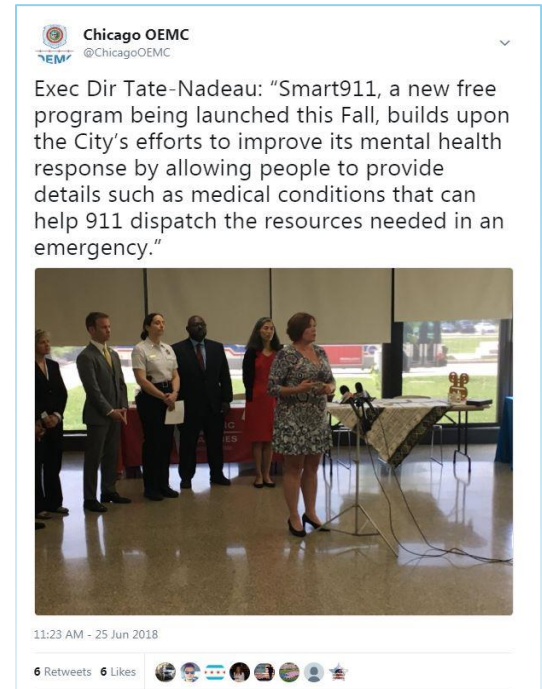 Chicago OEMC
@ChicagoOEMC
Exec Dir Tate-Nadeau: “Smart911, a new free
program being launched this Fall, builds upon
the City’s efforts to improve its mental health
response by allowing people to provide
details such as medical conditions that can
help 911 dispatch the resources needed in an
emergency.”
11:23 AM - 25 Jun 2018
6 Retweets 6 Likes